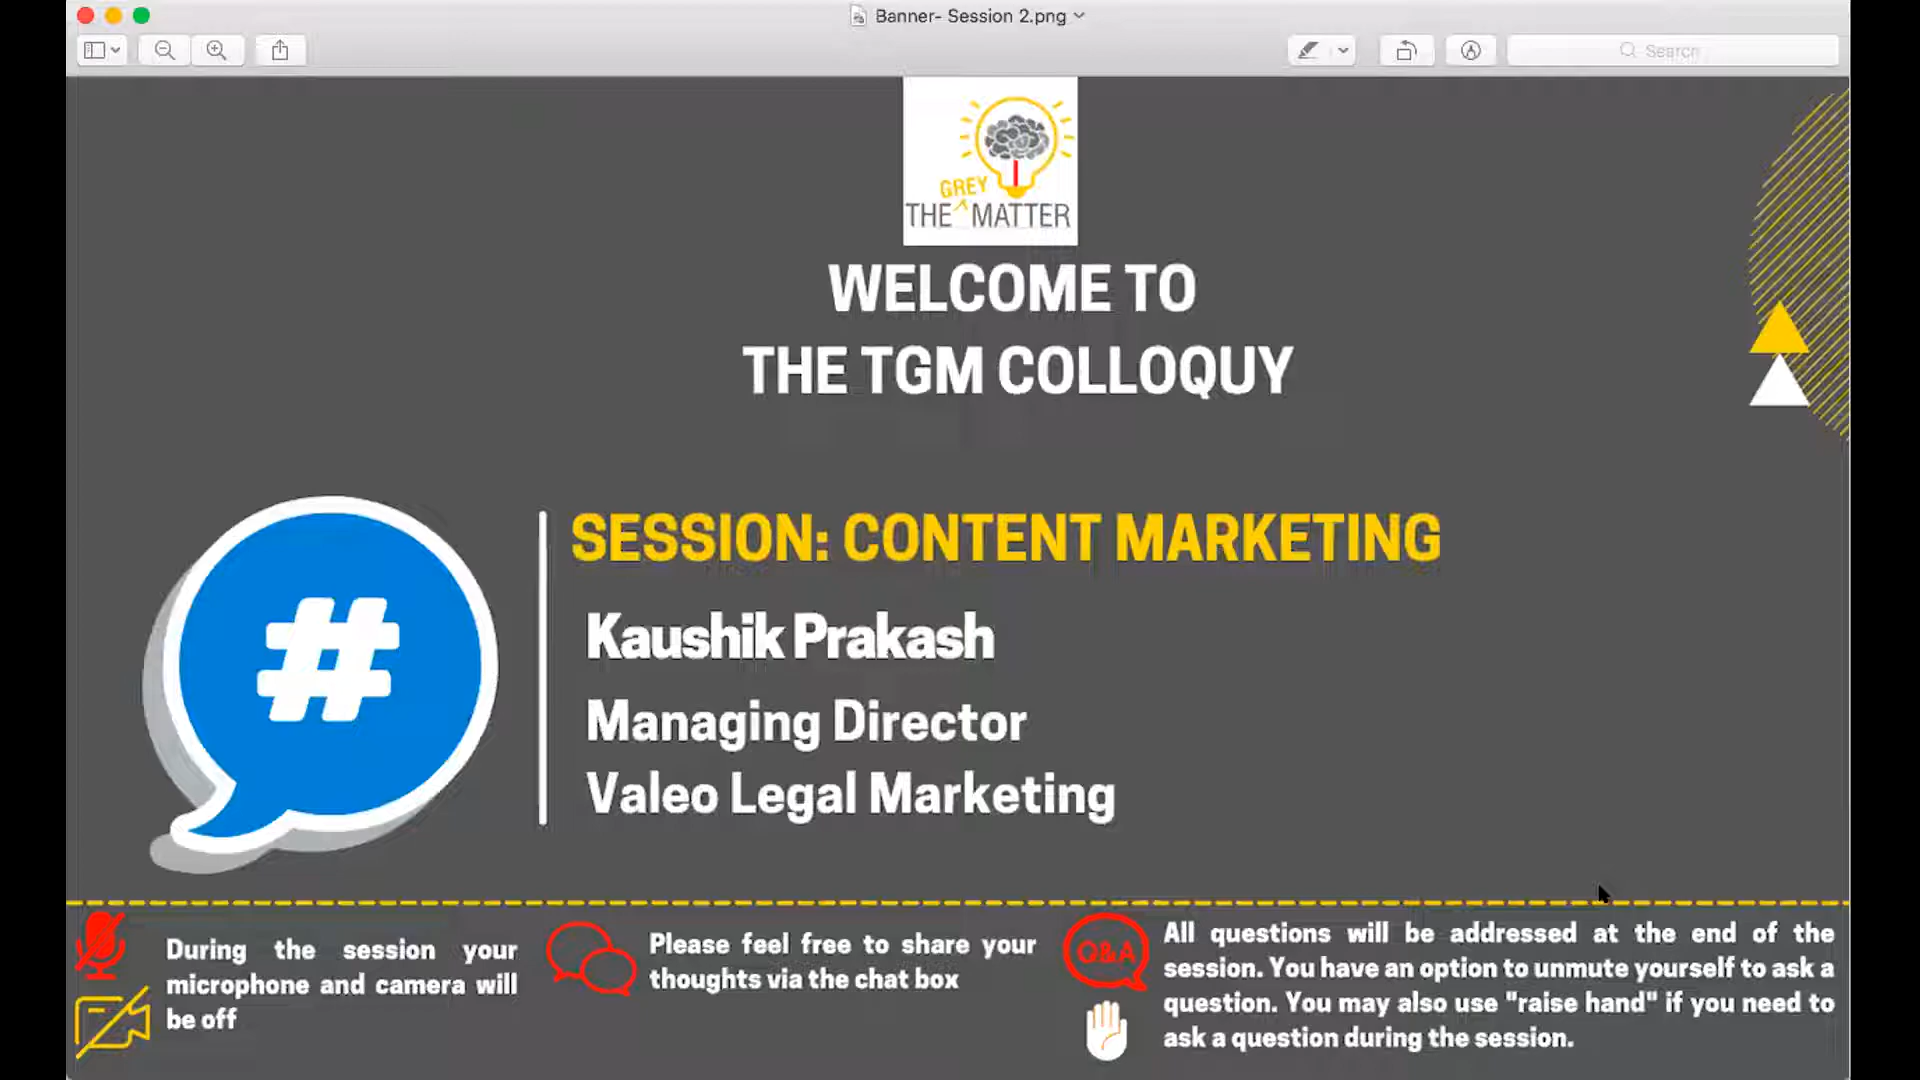 Banner- Session 2.png
Search
GREY
THE MATTER
WELCOME TO
THE TGM COLLOQUY
#
SESSION: CONTENT MARKETING
Kaushik Prakash
Managing Director
Valeo Legal Marketing
During the session your
microphone and camera will
be off
Please feel free to share your
thoughts via the chat box
Q&A
All questions will be addressed at the end of the
session. You have an option to unmute yourself to ask a
question. You may also use "raise hand" if you need to
ask a question during the session.